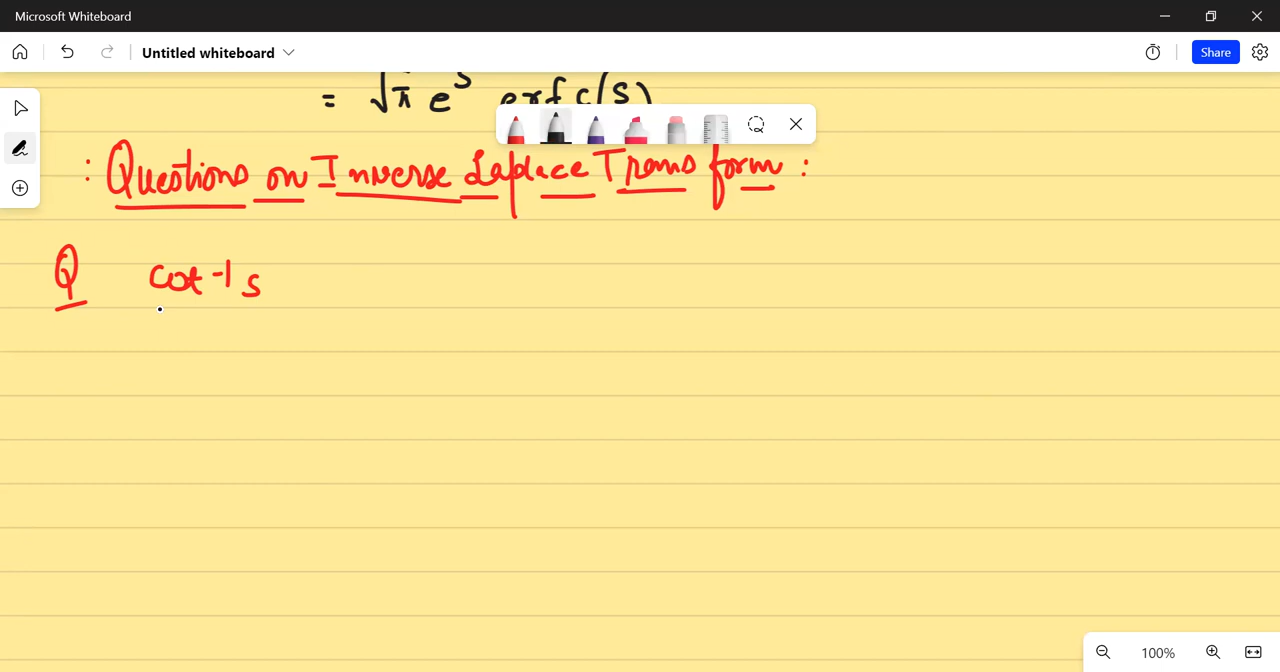 Microsoft Whiteboard
Untitled whiteboard
Share
= √π e^s erfc(s)
: Questions on Inverse Laplace Transform :
Q cot-1 s
100%